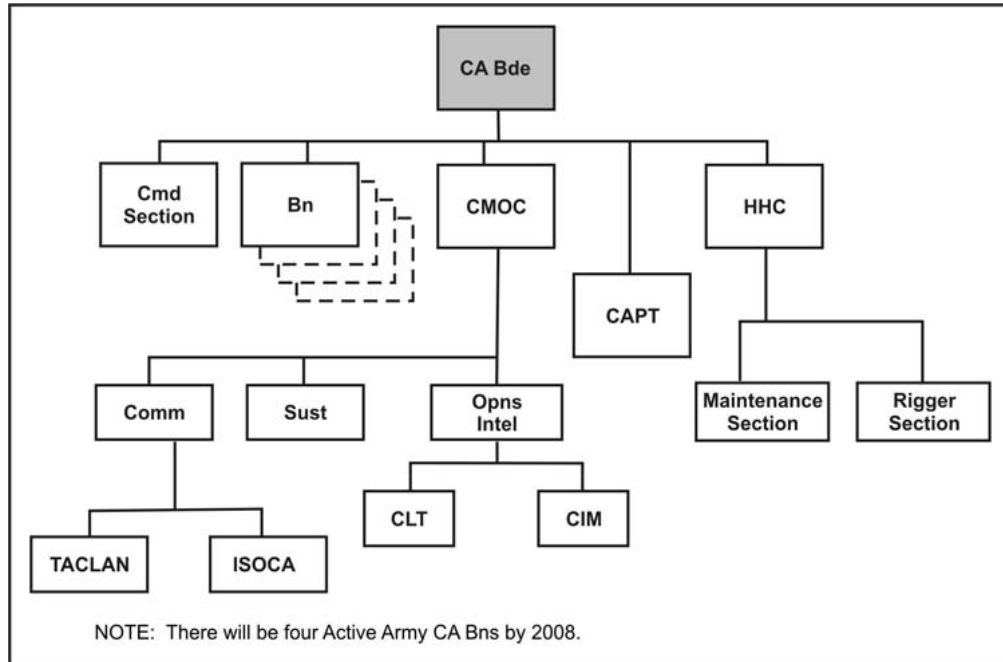 CA Bde
Cmd
Section
Bn
CMOC
HHC
CAPT
Comm
Sust
Opns
Intel
Maintenance
Section
Rigger
Section
CLT
CIM
TACLAN
ISOCA
NOTE: There will be four Active Army CA Bns by 2008.